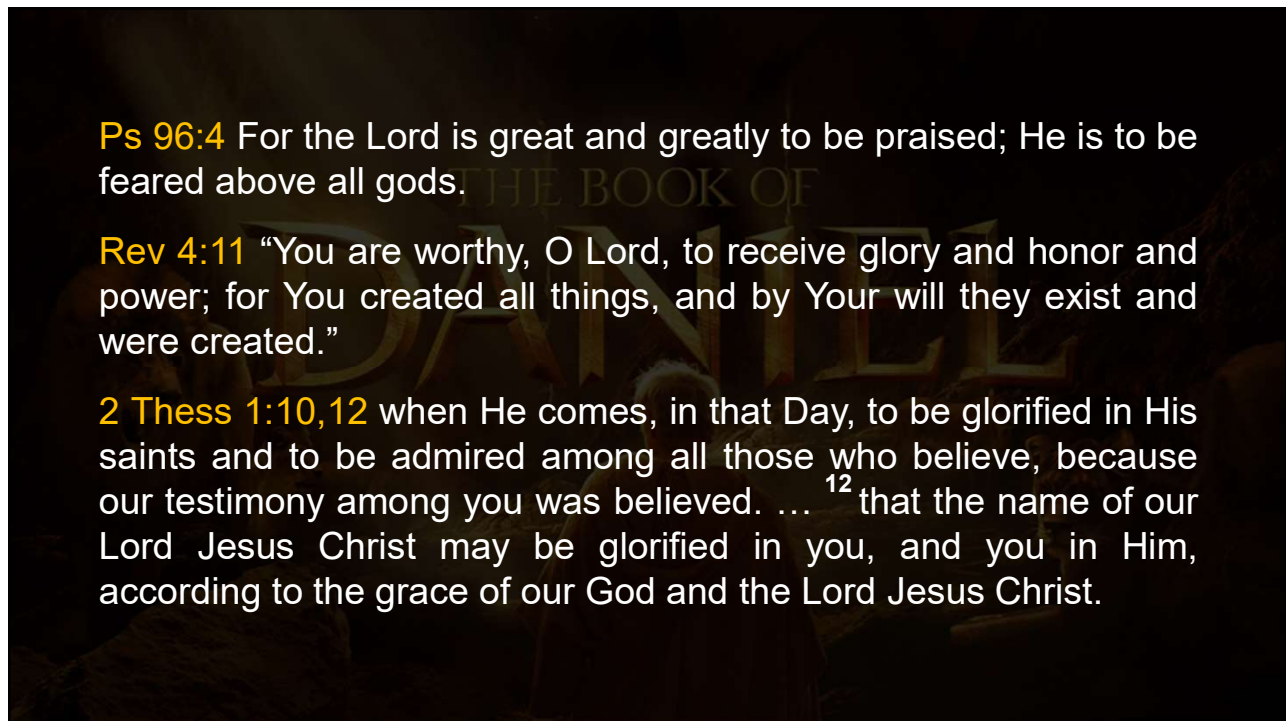 Ps 96:4 For the Lord is great and greatly to be praised; He is to be
feared above all gods.
THE BOOK OF
Rev 4:11 “You are worthy, O Lord, to receive glory and honor and
power; for You created all things, and by Your will they exist and
were created.”
DANIEL
2 Thess 1:10,12 when He comes, in that Day, to be glorified in His
saints and to be admired among all those who believe, because
our testimony among you was believed. … 12 that the name of our
Lord Jesus Christ may be glorified in you, and you in Him,
according to the grace of our God and the Lord Jesus Christ.